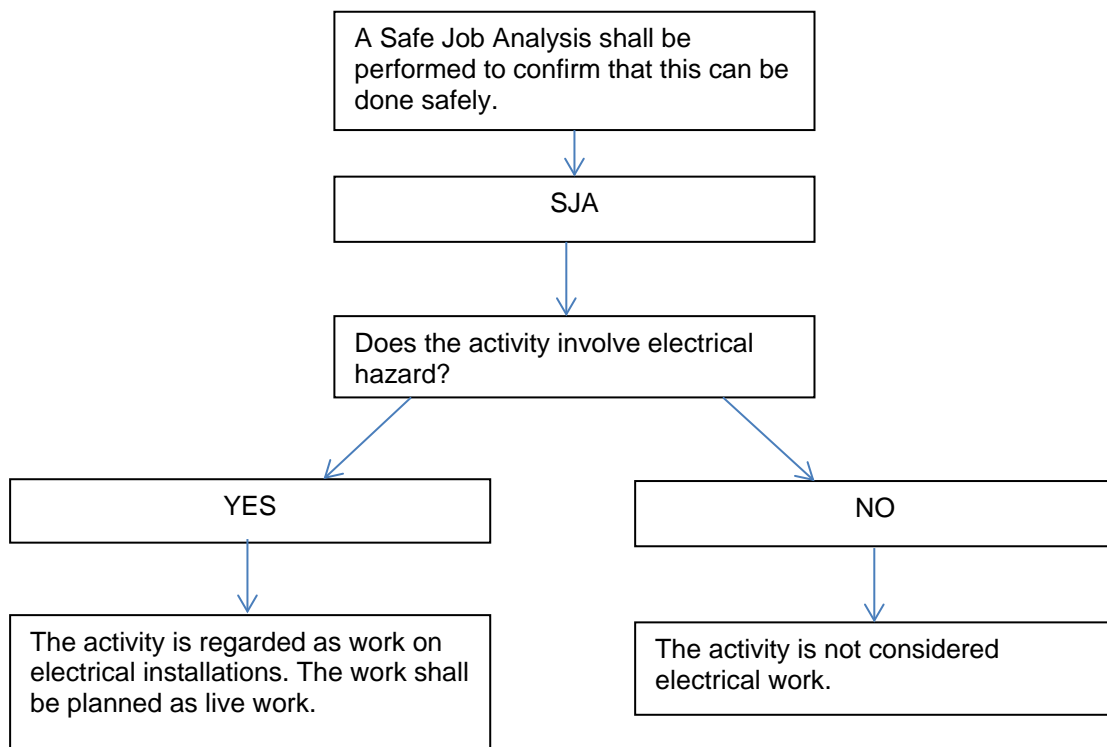 A Safe Job Analysis shall be
performed to confirm that this can be
done safely.
SJA
Does the activity involve electrical
hazard?
YES
NO
The activity is regarded as work on
electrical installations. The work shall
be planned as live work.
The activity is not considered
electrical work.